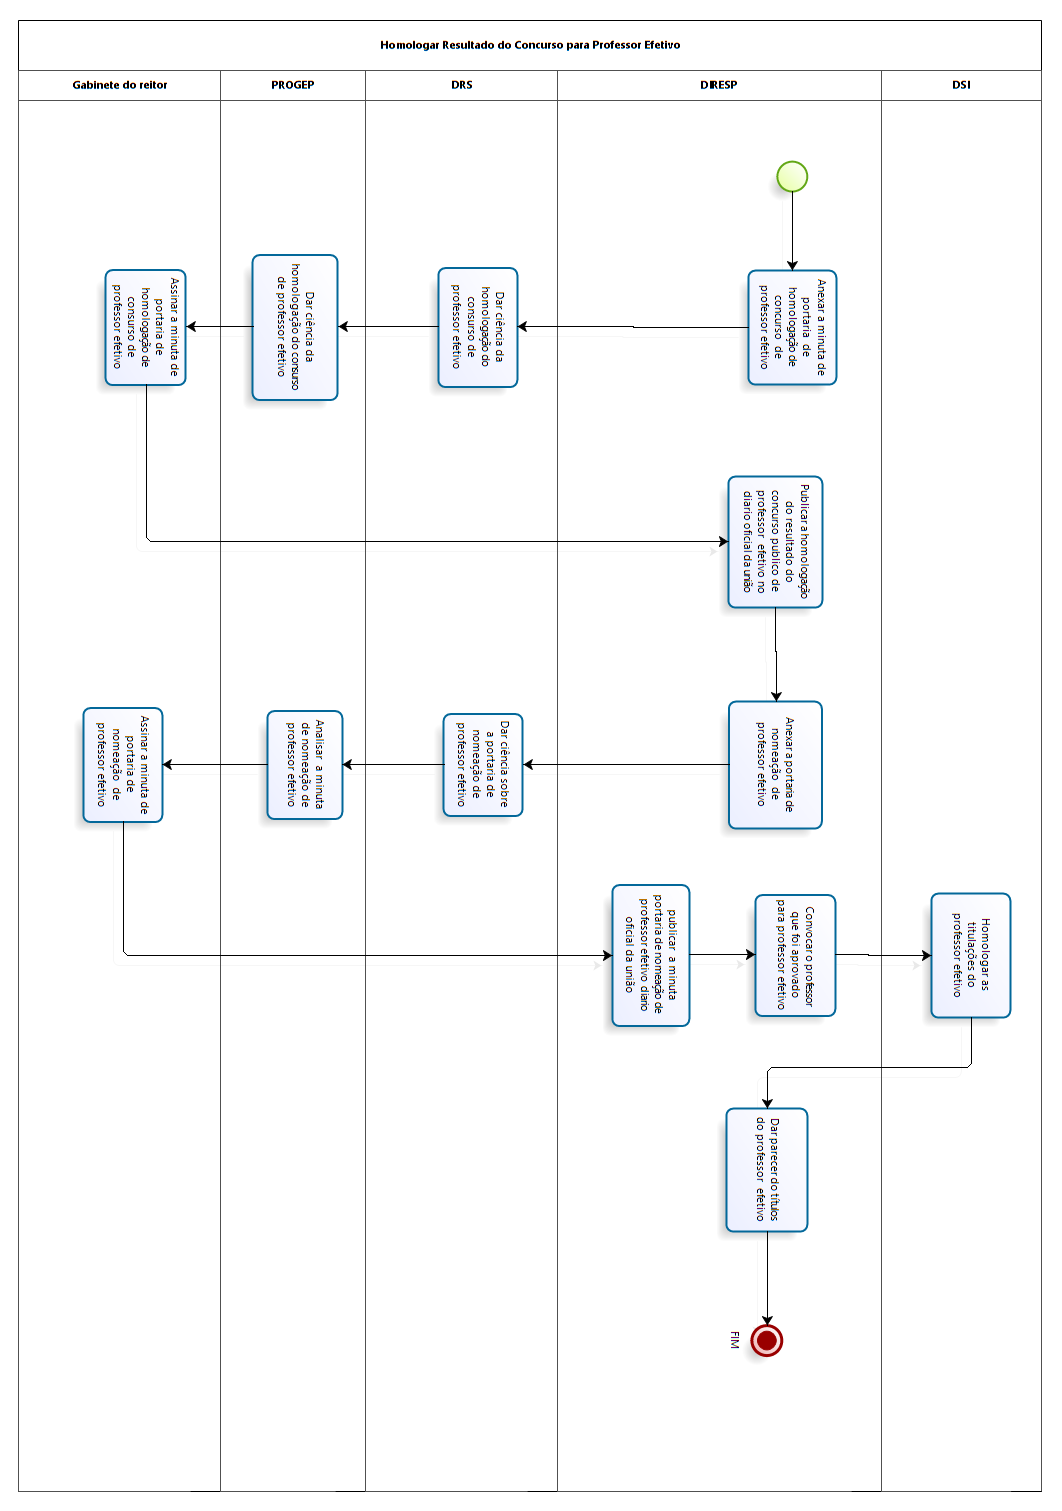 Homologar Resultado do Concurso para Professor Efetivo
Gabinete do reitor
PROGEP
DRS
DIRESP
DSI
Anexar a minuta de
portaria de
homologação de
concurso de
professor efetivo
Dar ciência da
homologação do
consurso de
professor efetivo
Dar ciência da
homologação do consurso
de professor efetivo
Assinar a minuta de
portaria de
homologação de
consurso de
professor efetivo
Publicar a homologação
do resultado do
concurso publico de
professor efetivo no
diario oficial da união
Anexar a portaria de
nomeação de
professor efetivo
Dar ciência sobre
a portaria de
nomeação de
professor efetivo
Analisar a minuta
de nomeação de
professor efetivo
Assinar a minuta de
portaria de
nomeação de
professor efetivo
publicar a minuta
portaria de nomeação de
professor efetivo diario
oficial da união
Convocar o professor
que foi aprovado
para professor efetivo
Homologar as
titulações do
professor efetivo
Dar parecer do títulos
do professor efetivo
FIM